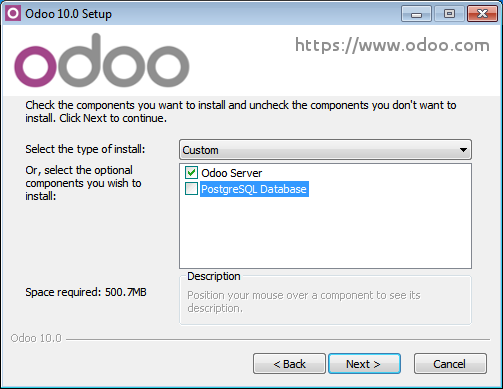 Odoo 10.0 Setup
odoo
https://www.odoo.com
Check the components you want to install and uncheck the components you don't want to
install. Click Next to continue.
Select the type of install:
Custom
Or, select the optional
components you wish to
install:
Odoo Server
PostgreSQL Database
Space required: 500.7MB
Description
Position your mouse over a component to see its
description.
Odoo 10.0
< Back
Next >
Cancel